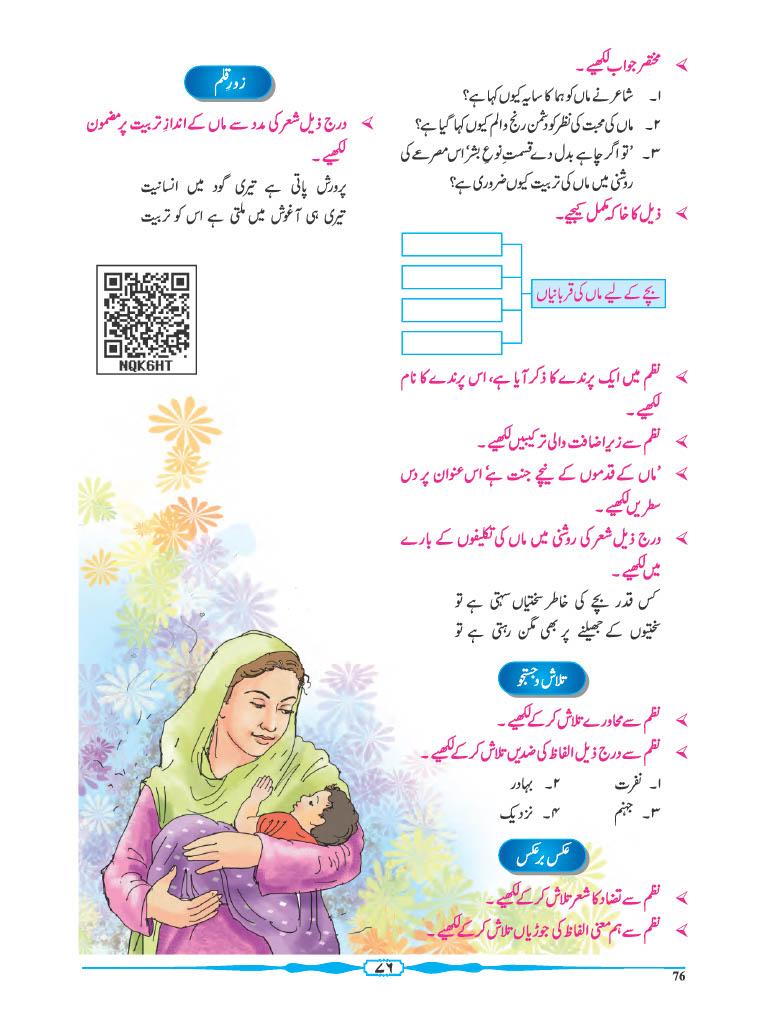 مختصر جواب لکھیے۔
۱۔ شاعر نے ماں کو ہما کا سایہ کیوں کہا ہے؟
۲۔ ماں کی محبت کی نظر کو دشمن رنج و الم کیوں کہا گیا ہے؟
۳۔ 'تو اگر چاہے بدل دے قسمتِ نوعِ بشر' اس مصرعے کی
روشنی میں ماں کی تربیت کیوں ضروری ہے؟
ذیل کا خاکہ مکمل کیجیے۔
بچے کے لیے ماں کی قربانیاں
نظم میں ایک پرندے کا ذکر آیا ہے، اس پرندے کا نام
لکھیے۔
نظم سے زیرِ اضافت والی ترکیبیں لکھیے۔
'ماں کے قدموں کے نیچے جنت ہے' اس عنوان پر دس
سطریں لکھیے۔
درج ذیل شعر کی روشنی میں ماں کی تکلیفوں کے بارے
میں لکھیے۔
کس قدر بچے کی خاطر سختیاں سہتی ہے تو
سختیوں کے جھیلنے پر بھی مگن رہتی ہے تو
تلاش و جستجو
نظم سے محاورے تلاش کر کے لکھیے۔
نظم سے درج ذیل الفاظ کی ضدیں تلاش کر کے لکھیے۔
۱۔ نفرت ۲۔ بہادر
۳۔ جہنم ۴۔ نزدیک
عکس بر عکس
نظم سے تضاد کا شعر تلاش کر کے لکھیے۔
نظم سے ہم معنی الفاظ کی جوڑیاں تلاش کر کے لکھیے۔
زورِ قلم
درج ذیل شعر کی مدد سے ماں کے اندازِ تربیت پر مضمون
لکھیے۔
پرورش پاتی ہے تیری گود میں انسانیت
تیری ہی آغوش میں ملتی ہے اس کو تربیت
NQK6HT
۷۶
76